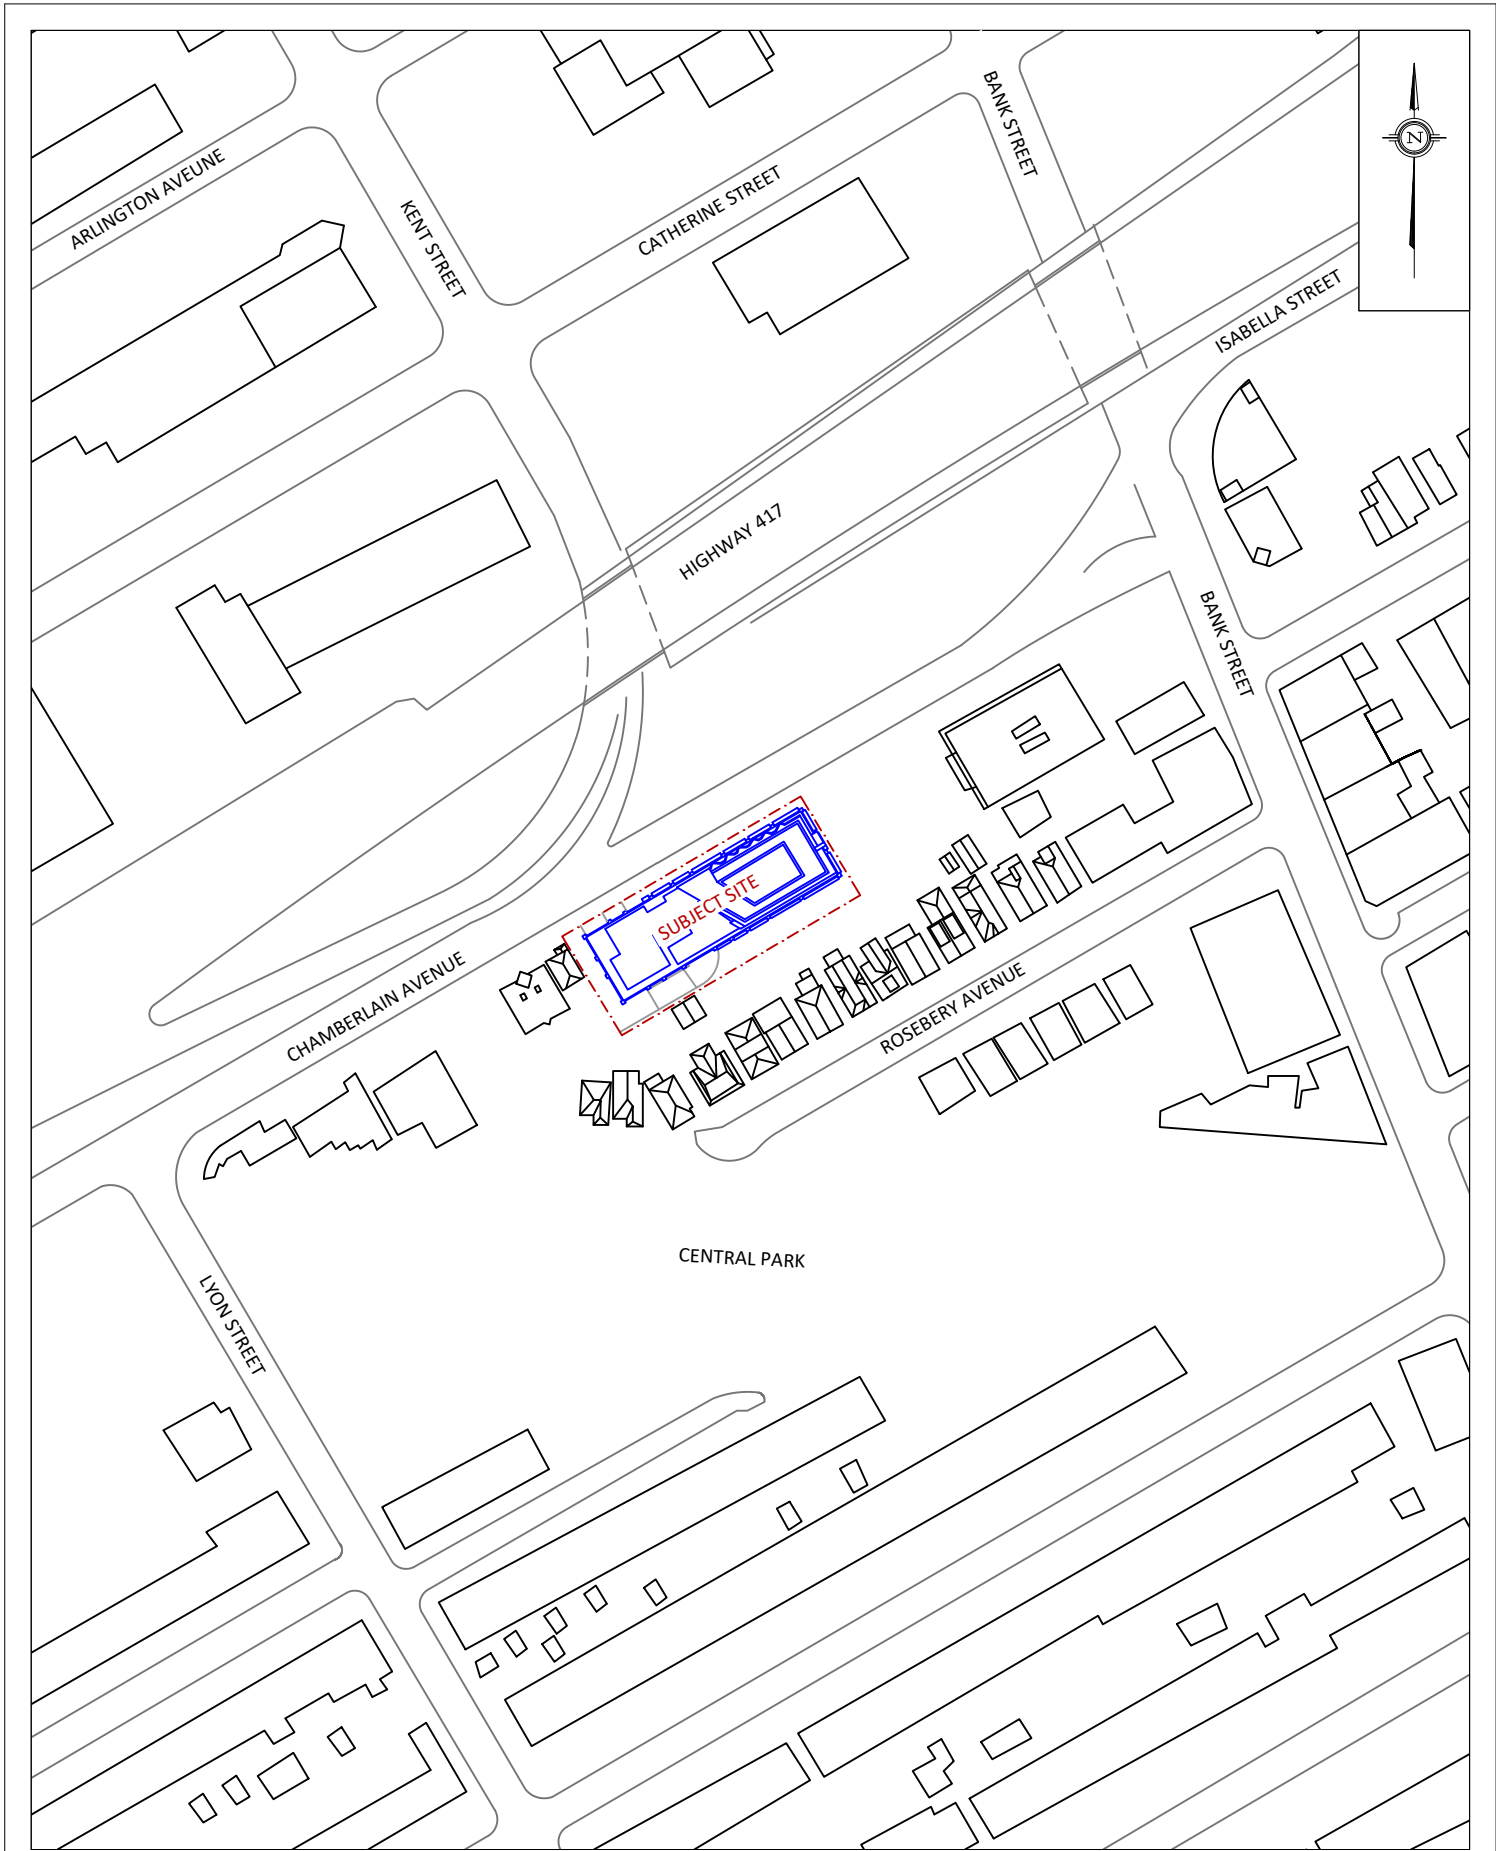 BANK STREET
N
ARLINGTON AVEUNE
CATHERINE STREET
KENT STREET
ISABELLA STREET
HIGHWAY 417
BANK STREET
SUBJECT SITE
CHAMBERLAIN AVENUE
ROSEBERY AVENUE
CENTRAL PARK
LYON STREET